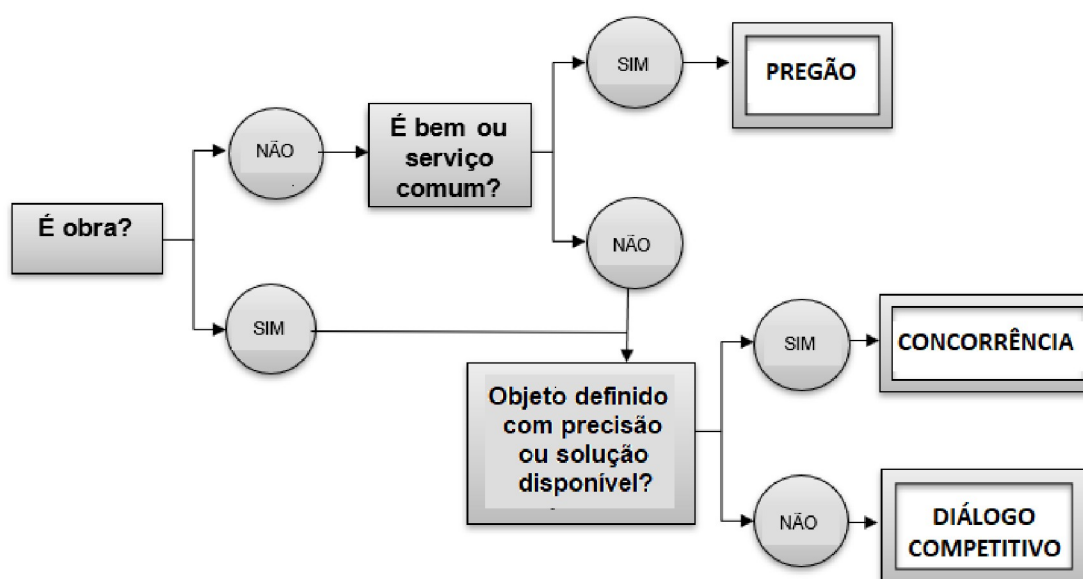 É obra?
NÃO
SIM
É bem ou
serviço
comum?
SIM
NÃO
PREGÃO
Objeto definido
com precisão
ou solução
disponível?
SIM
NÃO
CONCORRÊNCIA
DIÁLOGO
COMPETITIVO